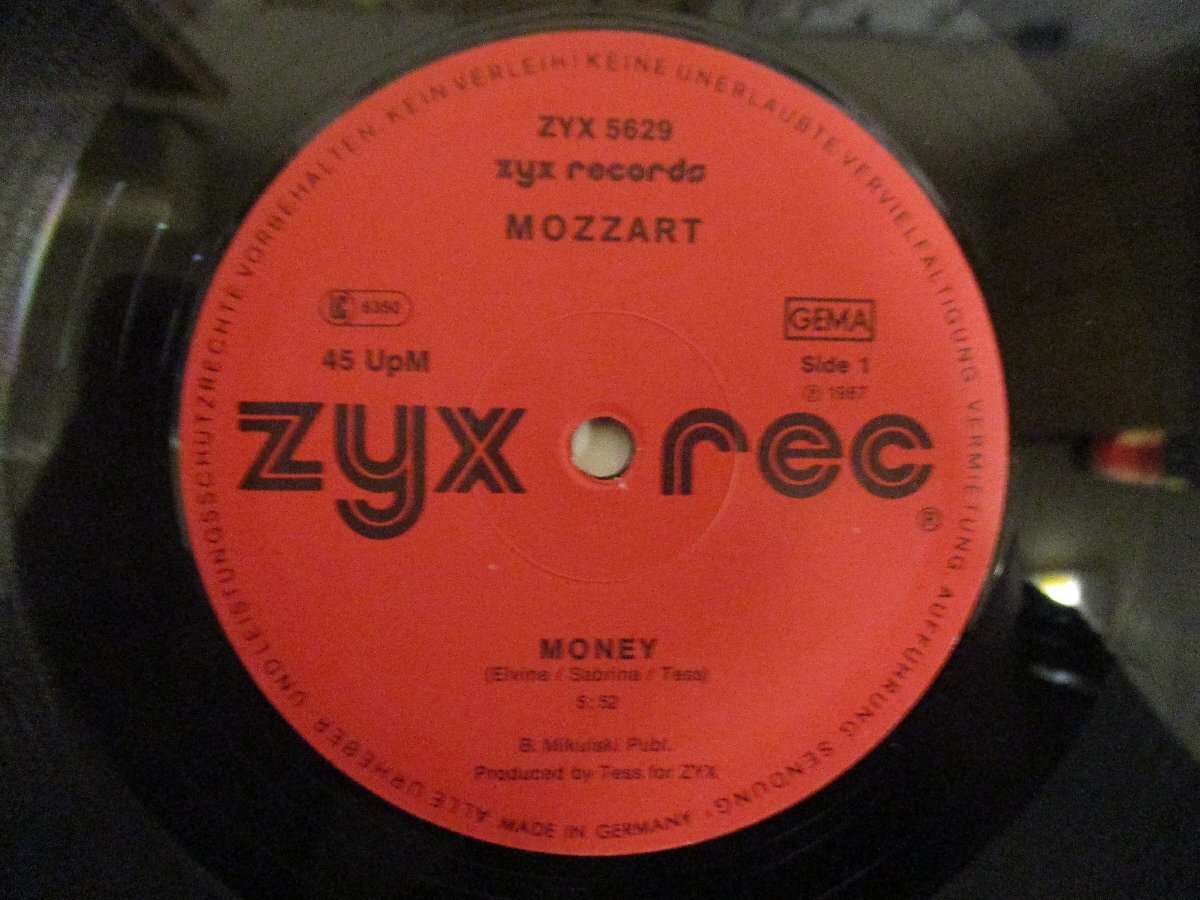 ZYX 5629
zyx records
MOZZART
LC 6350
GEMA
45 UpM
Side 1
℗ 1987
zyx rec
®
MONEY
(Elvine / Sabrina / Tess)
5:52
B. Mikulski Publ.
Produced by Tess for ZYX
ALLE URHEBER- UND LEISTUNGSSCHUTZRECHTE VORBEHALTEN. KEIN VERLEIH! KEINE UNERLAUBTE VERVIELFÄLTIGUNG, VERMIETUNG, AUFFÜHRUNG, SENDUNG! MADE IN GERMANY